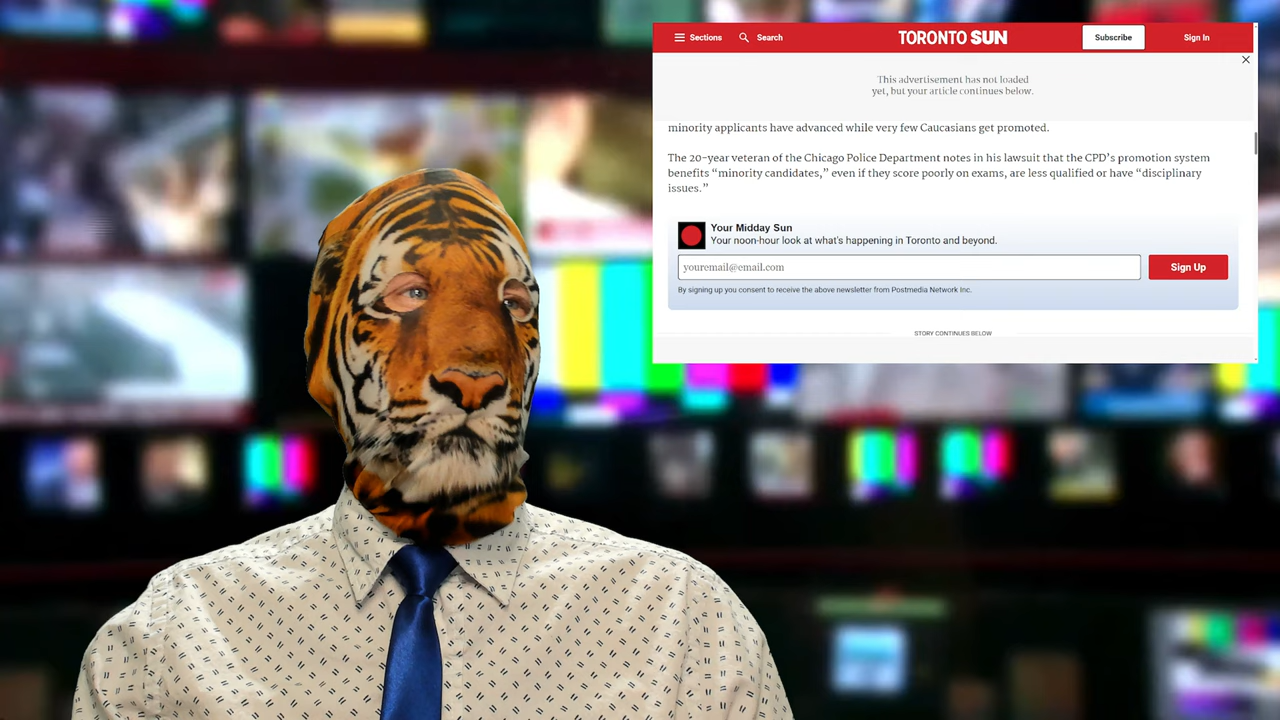 Sections
Search
TORONTO SUN
Subscribe
Sign In
This advertisement has not loaded
yet, but your article continues below.
minority applicants have advanced while very few Caucasians get promoted.
The 20-year veteran of the Chicago Police Department notes in his lawsuit that the CPD’s promotion system
benefits “minority candidates,” even if they score poorly on exams, are less qualified or have “disciplinary
issues.”
Your Midday Sun
Your noon-hour look at what's happening in Toronto and beyond.
youremail@email.com
Sign Up
By signing up you consent to receive the above newsletter from Postmedia Network Inc.
STORY CONTINUES BELOW